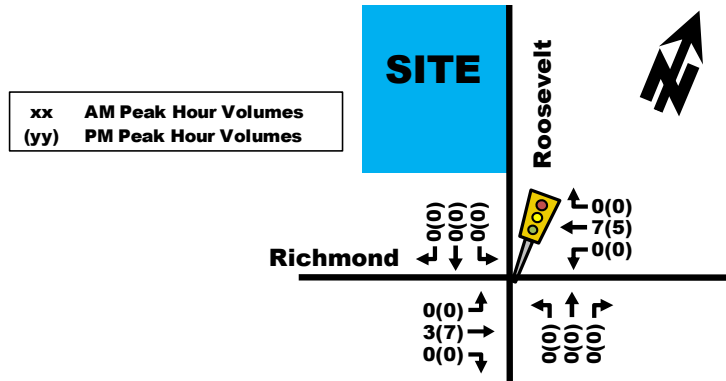 SITE
Roosevelt
xx AM Peak Hour Volumes
(yy) PM Peak Hour Volumes
N
0(0)
0(0)
0(0)
0(0)
7(5)
0(0)
Richmond
0(0)
3(7)
0(0)
0(0)
0(0)
0(0)